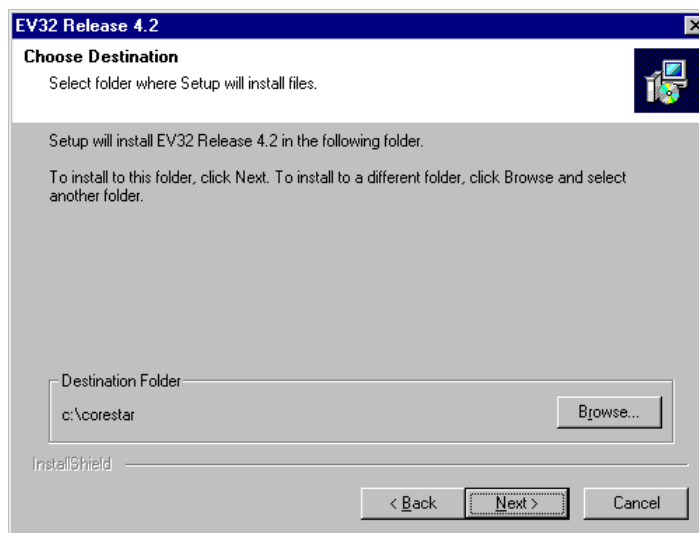 EV32 Release 4.2
Choose Destination
Select folder where Setup will install files.
Setup will install EV32 Release 4.2 in the following folder.
To install to this folder, click Next. To install to a different folder, click Browse and select
another folder.
Destination Folder
c:\corestar
Browse...
InstallShield
< Back
Next >
Cancel